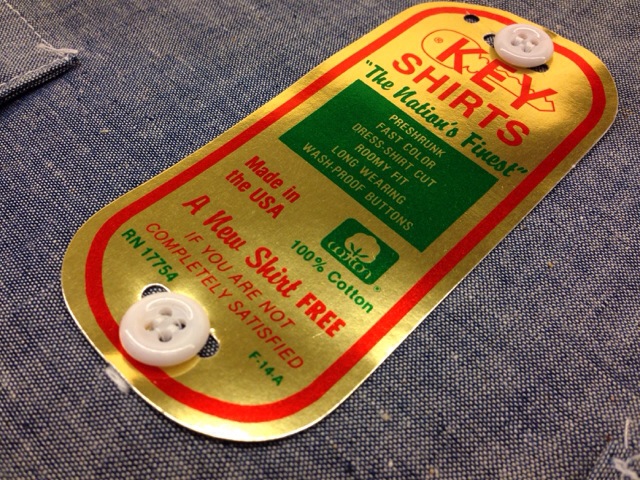 ® KEY
SHIRTS
"The Nation's Finest"
PRESHRUNK
FAST COLOR
DRESS-SHIRT CUT
ROOMY FIT
LONG WEARING
WASH-PROOF BUTTONS
Made in
the USA
COTTON
100% Cotton
A New Shirt FREE
IF YOU ARE NOT
COMPLETELY SATISFIED
RN 17754
F-14-A